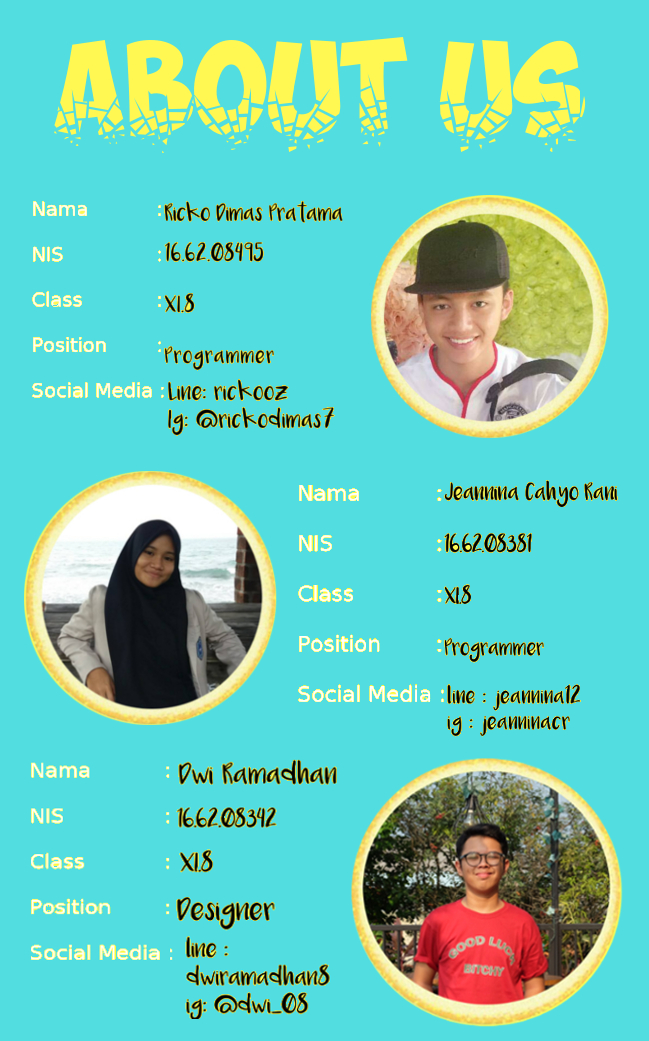 ABOUT US
Nama : Ricko Dimas Pratama
NIS : 16.62.08495
Class : XI.8
Position : Programmer
Social Media : Line: rickooz
Ig: @rickodimas7
Nama : Jeannina Cahyo Rani
NIS : 16.62.08381
Class : XI.8
Position : Programmer
Social Media : line : jeannina12
ig : jeanninacr
Nama : Dwi Ramadhan
NIS : 16.62.08342
Class : XI.8
Position : Designer
Social Media : line :
dwiramadhan8
ig: @dwi_08
GOOD LUCK
BITCHY